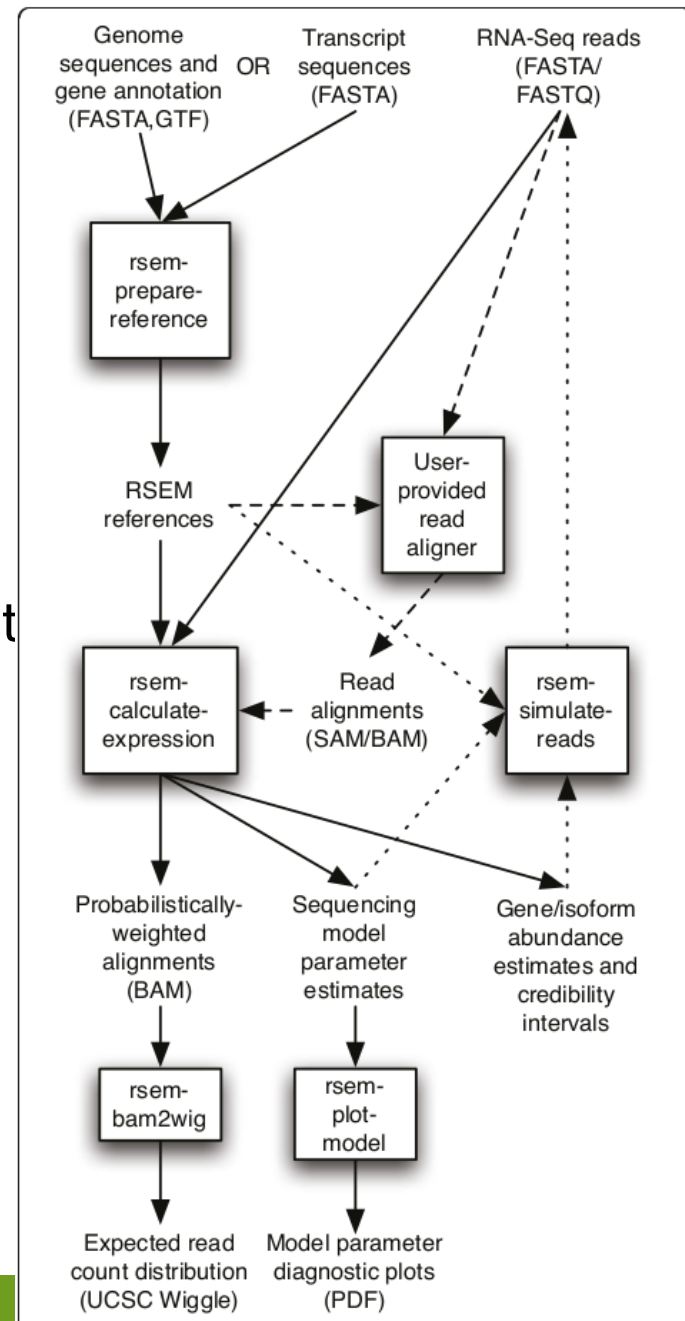 Genome
sequences and
gene annotation
(FASTA,GTF)
OR
Transcript
sequences
(FASTA)
RNA-Seq reads
(FASTA/
FASTQ)
rsem-
prepare-
reference
RSEM
references
User-
provided
read
aligner
t
rsem-
calculate-
expression
Read
alignments
(SAM/BAM)
rsem-
simulate-
reads
Probabilistically-
weighted
alignments
(BAM)
Sequencing
model
parameter
estimates
Gene/isoform
abundance
estimates and
credibility
intervals
rsem-
bam2wig
rsem-
plot-
model
Expected read
count distribution
(UCSC Wiggle)
Model parameter
diagnostic plots
(PDF)